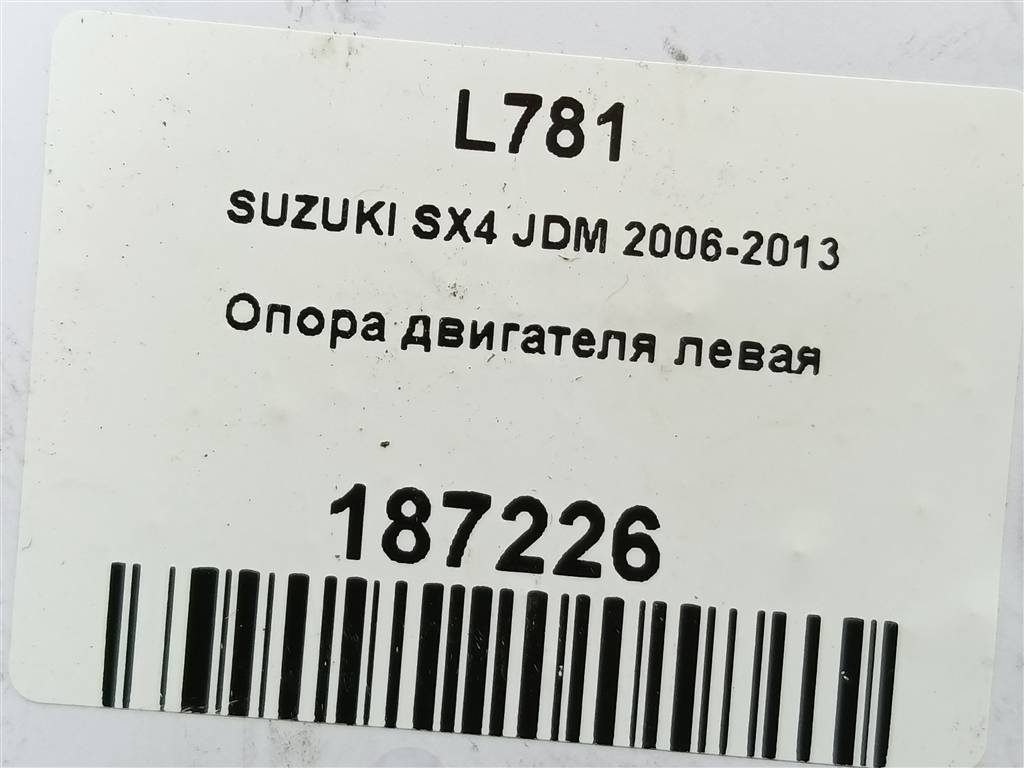 L781
SUZUKI SX4 JDM 2006-2013
Опора двигателя левая
187226